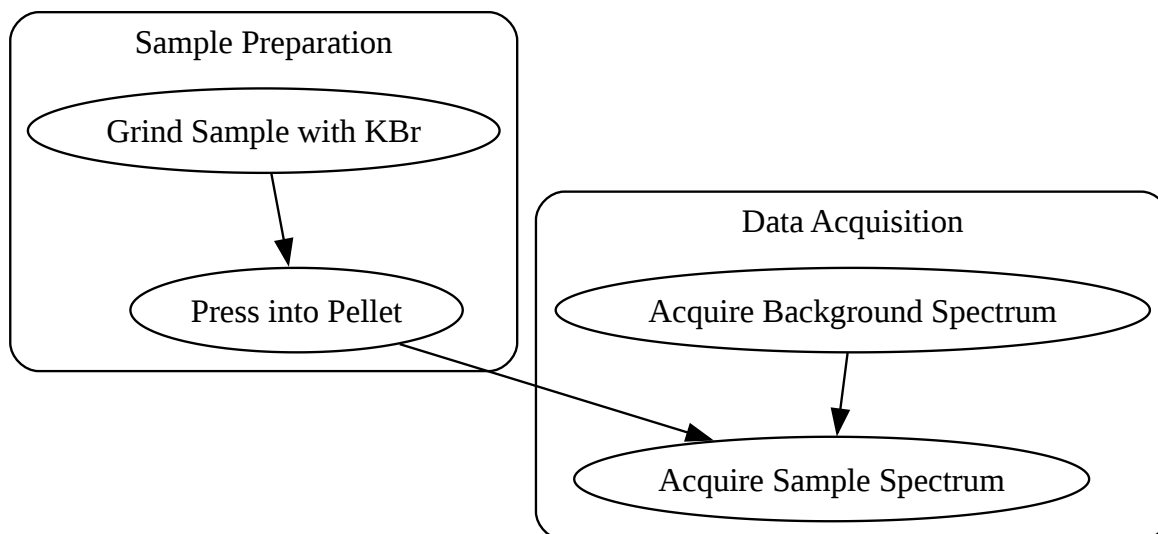 Sample Preparation
Grind Sample with KBr
Press into Pellet
Data Acquisition
Acquire Background Spectrum
Acquire Sample Spectrum